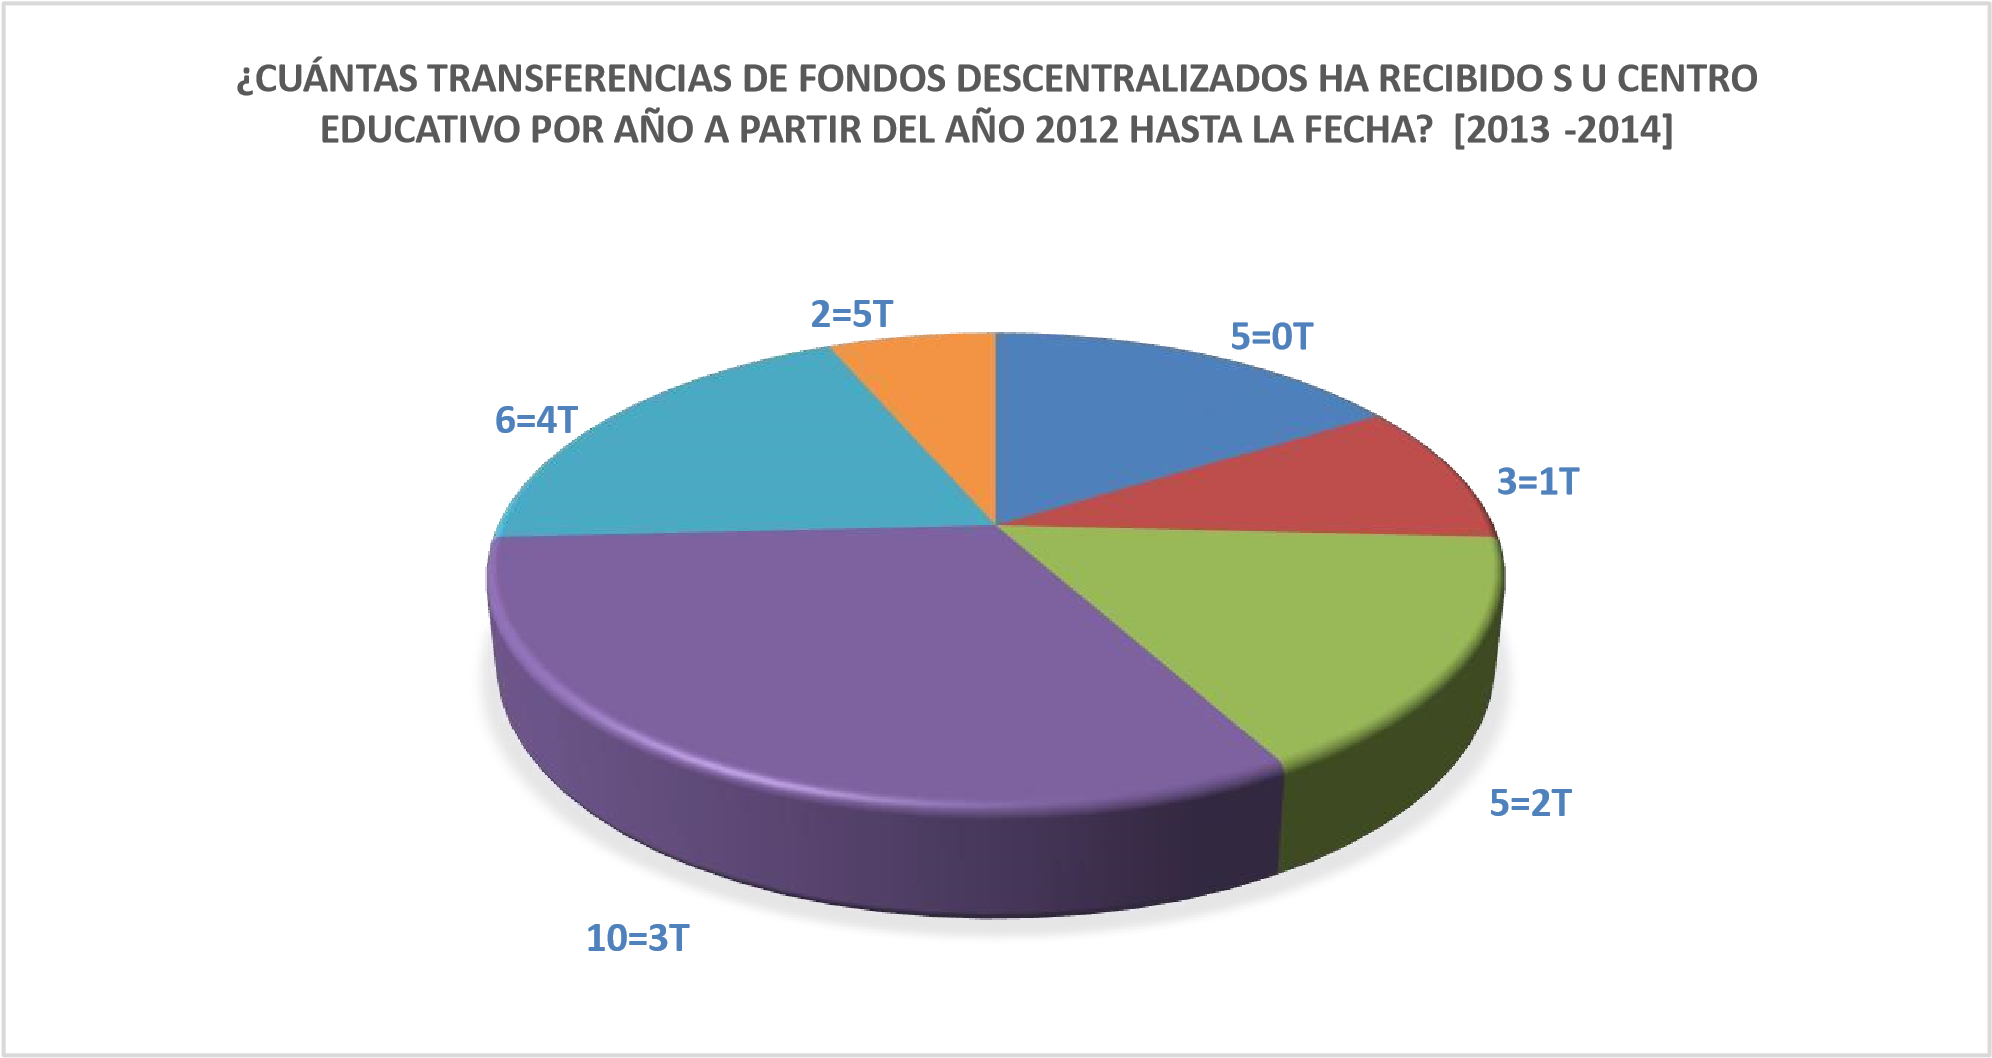 ¿CUÁNTAS TRANSFERENCIAS DE FONDOS DESCENTRALIZADOS HA RECIBIDO S U CENTRO
EDUCATIVO POR AÑO A PARTIR DEL AÑO 2012 HASTA LA FECHA? [2013 -2014]
2=5T
5=0T
6=4T
3=1T
5=2T
10=3T